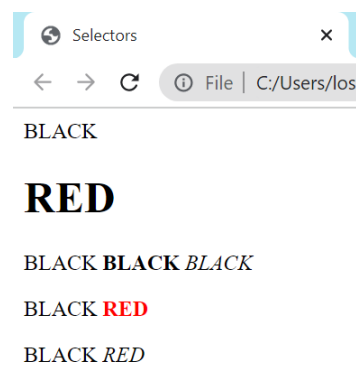 Selectors
File | C:/Users/los
BLACK
RED
BLACK BLACK BLACK
BLACK RED
BLACK RED